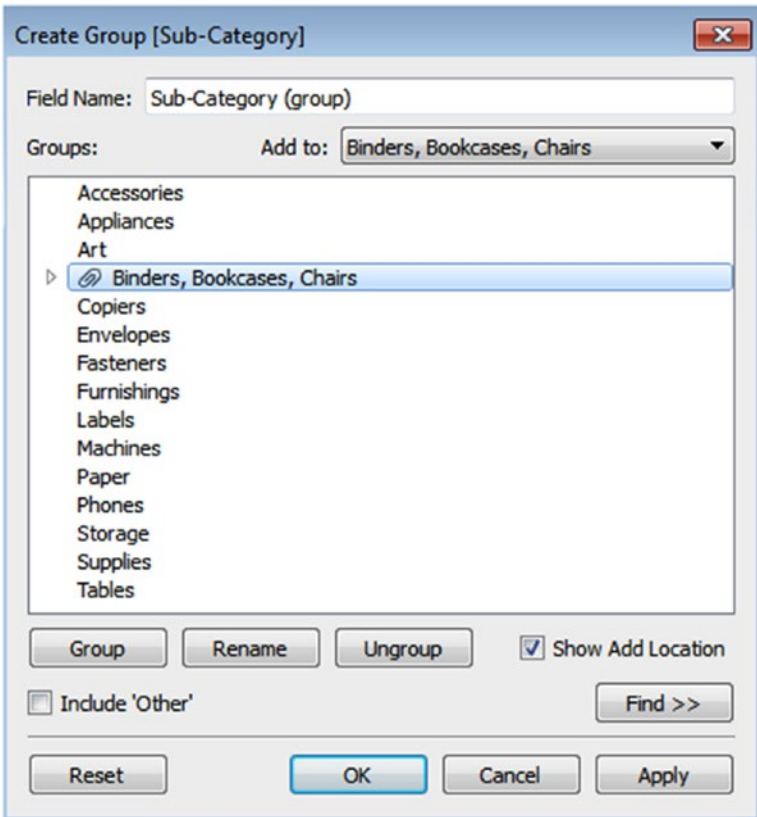 Create Group [Sub-Category]
Field Name: Sub-Category (group)
Groups: Add to: Binders, Bookcases, Chairs
Accessories
Appliances
Art
Binders, Bookcases, Chairs
Copiers
Envelopes
Fasteners
Furnishings
Labels
Machines
Paper
Phones
Storage
Supplies
Tables
Group Rename Ungroup Show Add Location
Include 'Other' Find >>
Reset OK Cancel Apply